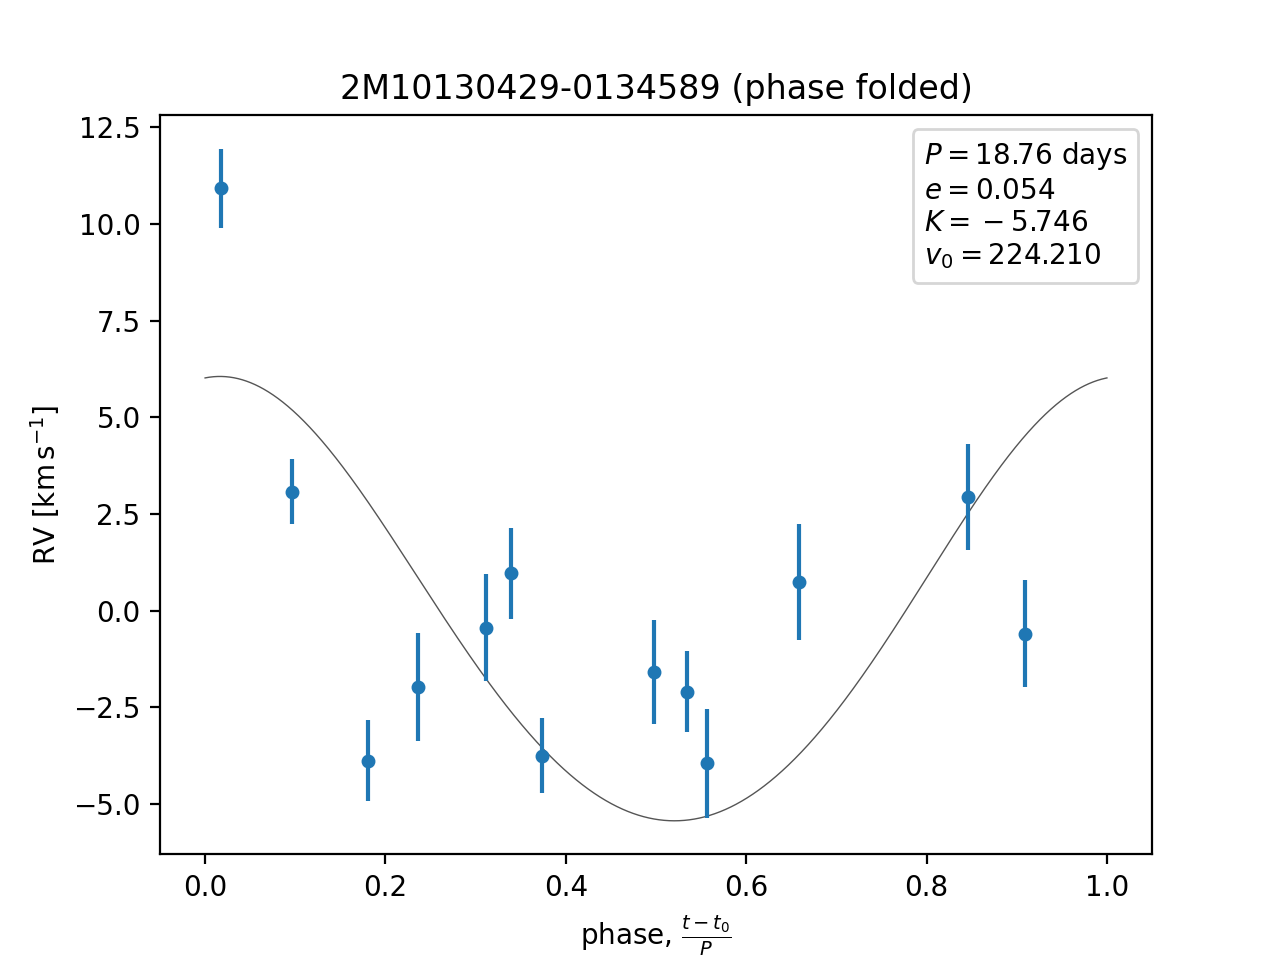 2M10130429-0134589 (phase folded)
P = 18.76 days
e = 0.054
K = −5.746
v₀ = 224.210
12.5
10.0
7.5
5.0
2.5
0.0
−2.5
−5.0
RV [km s⁻¹]
0.0 0.2 0.4 0.6 0.8 1.0
phase, (t − t₀)/P